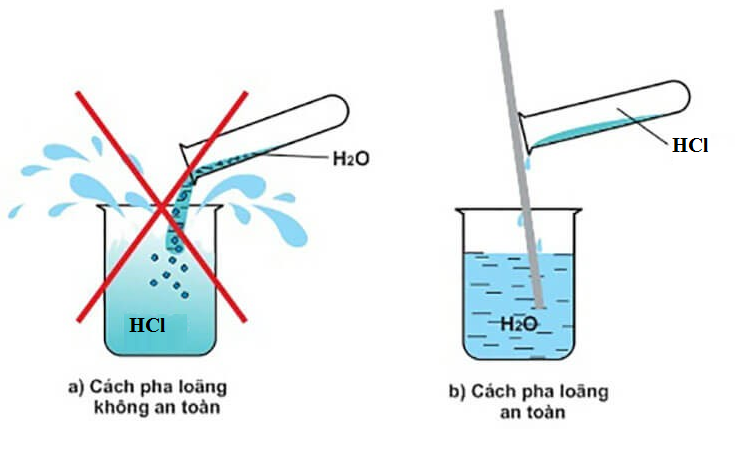 H2O
HCl
a) Cách pha loãng
không an toàn
HCl
H2O
b) Cách pha loãng
an toàn